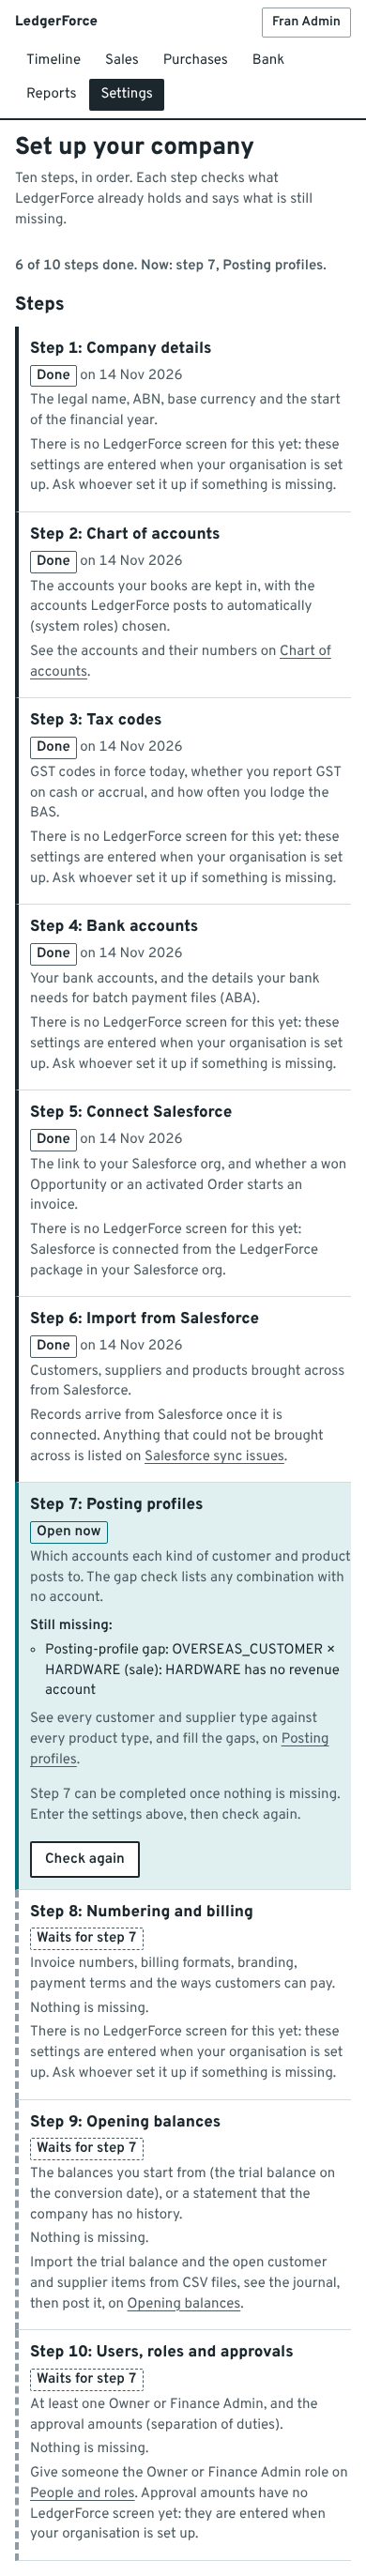 LedgerForce
Fran Admin
Timeline Sales Purchases Bank
Reports Settings
Set up your company
Ten steps, in order. Each step checks what
LedgerForce already holds and says what is still
missing.
6 of 10 steps done. Now: step 7, Posting profiles.
Steps
Step 1: Company details
Done on 14 Nov 2026
The legal name, ABN, base currency and the start
of the financial year.
There is no LedgerForce screen for this yet: these
settings are entered when your organisation is set
up. Ask whoever set it up if something is missing.
Step 2: Chart of accounts
Done on 14 Nov 2026
The accounts your books are kept in, with the
accounts LedgerForce posts to automatically
(system roles) chosen.
See the accounts and their numbers on Chart of
accounts.
Step 3: Tax codes
Done on 14 Nov 2026
GST codes in force today, whether you report GST
on cash or accrual, and how often you lodge the
BAS.
There is no LedgerForce screen for this yet: these
settings are entered when your organisation is set
up. Ask whoever set it up if something is missing.
Step 4: Bank accounts
Done on 14 Nov 2026
Your bank accounts, and the details your bank
needs for batch payment files (ABA).
There is no LedgerForce screen for this yet: these
settings are entered when your organisation is set
up. Ask whoever set it up if something is missing.
Step 5: Connect Salesforce
Done on 14 Nov 2026
The link to your Salesforce org, and whether a won
Opportunity or an activated Order starts an
invoice.
There is no LedgerForce screen for this yet:
Salesforce is connected from the LedgerForce
package in your Salesforce org.
Step 6: Import from Salesforce
Done on 14 Nov 2026
Customers, suppliers and products brought across
from Salesforce.
Records arrive from Salesforce once it is
connected. Anything that could not be brought
across is listed on Salesforce sync issues.
Step 7: Posting profiles
Open now
Which accounts each kind of customer and product
posts to. The gap check lists any combination with
no account.
Still missing:
Posting-profile gap: OVERSEAS_CUSTOMER ×
HARDWARE (sale): HARDWARE has no revenue
account
See every customer and supplier type against
every product type, and fill the gaps, on Posting
profiles.
Step 7 can be completed once nothing is missing.
Enter the settings above, then check again.
Check again
Step 8: Numbering and billing
Waits for step 7
Invoice numbers, billing formats, branding,
payment terms and the ways customers can pay.
Nothing is missing.
There is no LedgerForce screen for this yet: these
settings are entered when your organisation is set
up. Ask whoever set it up if something is missing.
Step 9: Opening balances
Waits for step 7
The balances you start from (the trial balance on
the conversion date), or a statement that the
company has no history.
Nothing is missing.
Import the trial balance and the open customer
and supplier items from CSV files, see the journal,
then post it, on Opening balances.
Step 10: Users, roles and approvals
Waits for step 7
At least one Owner or Finance Admin, and the
approval amounts (separation of duties).
Nothing is missing.
Give someone the Owner or Finance Admin role on
People and roles. Approval amounts have no
LedgerForce screen yet: they are entered when
your organisation is set up.